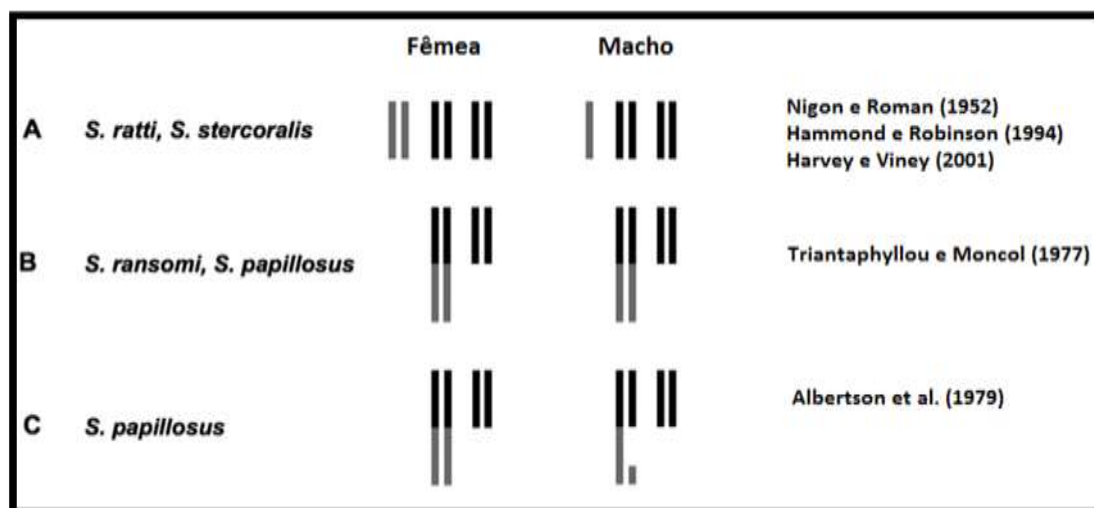 Fêmea Macho
A S. ratti, S. stercoralis
Nigon e Roman (1952)
Hammond e Robinson (1994)
Harvey e Viney (2001)
B S. ransomi, S. papillosus
Triantaphyllou e Moncol (1977)
C S. papillosus
Albertson et al. (1979)